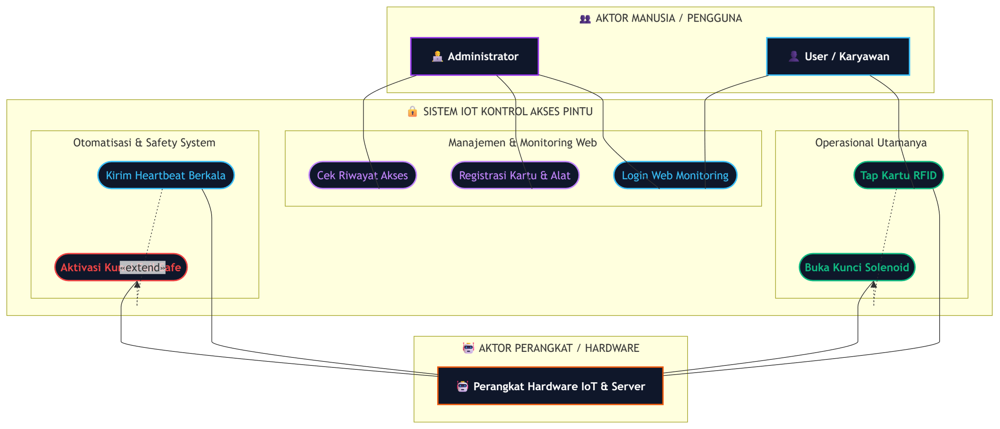 👥 AKTOR MANUSIA / PENGGUNA
👨‍💻 Administrator
👤 User / Karyawan
🔒 SISTEM IOT KONTROL AKSES PINTU
Otomatisasi & Safety System
Manajemen & Monitoring Web
Operasional Utamanya
Kirim Heartbeat Berkala
Cek Riwayat Akses
Registrasi Kartu & Alat
Login Web Monitoring
Tap Kartu RFID
Aktivasi
«extend»
Buka Kunci Solenoid
🤖 AKTOR PERANGKAT / HARDWARE
🤖 Perangkat Hardware IoT & Server